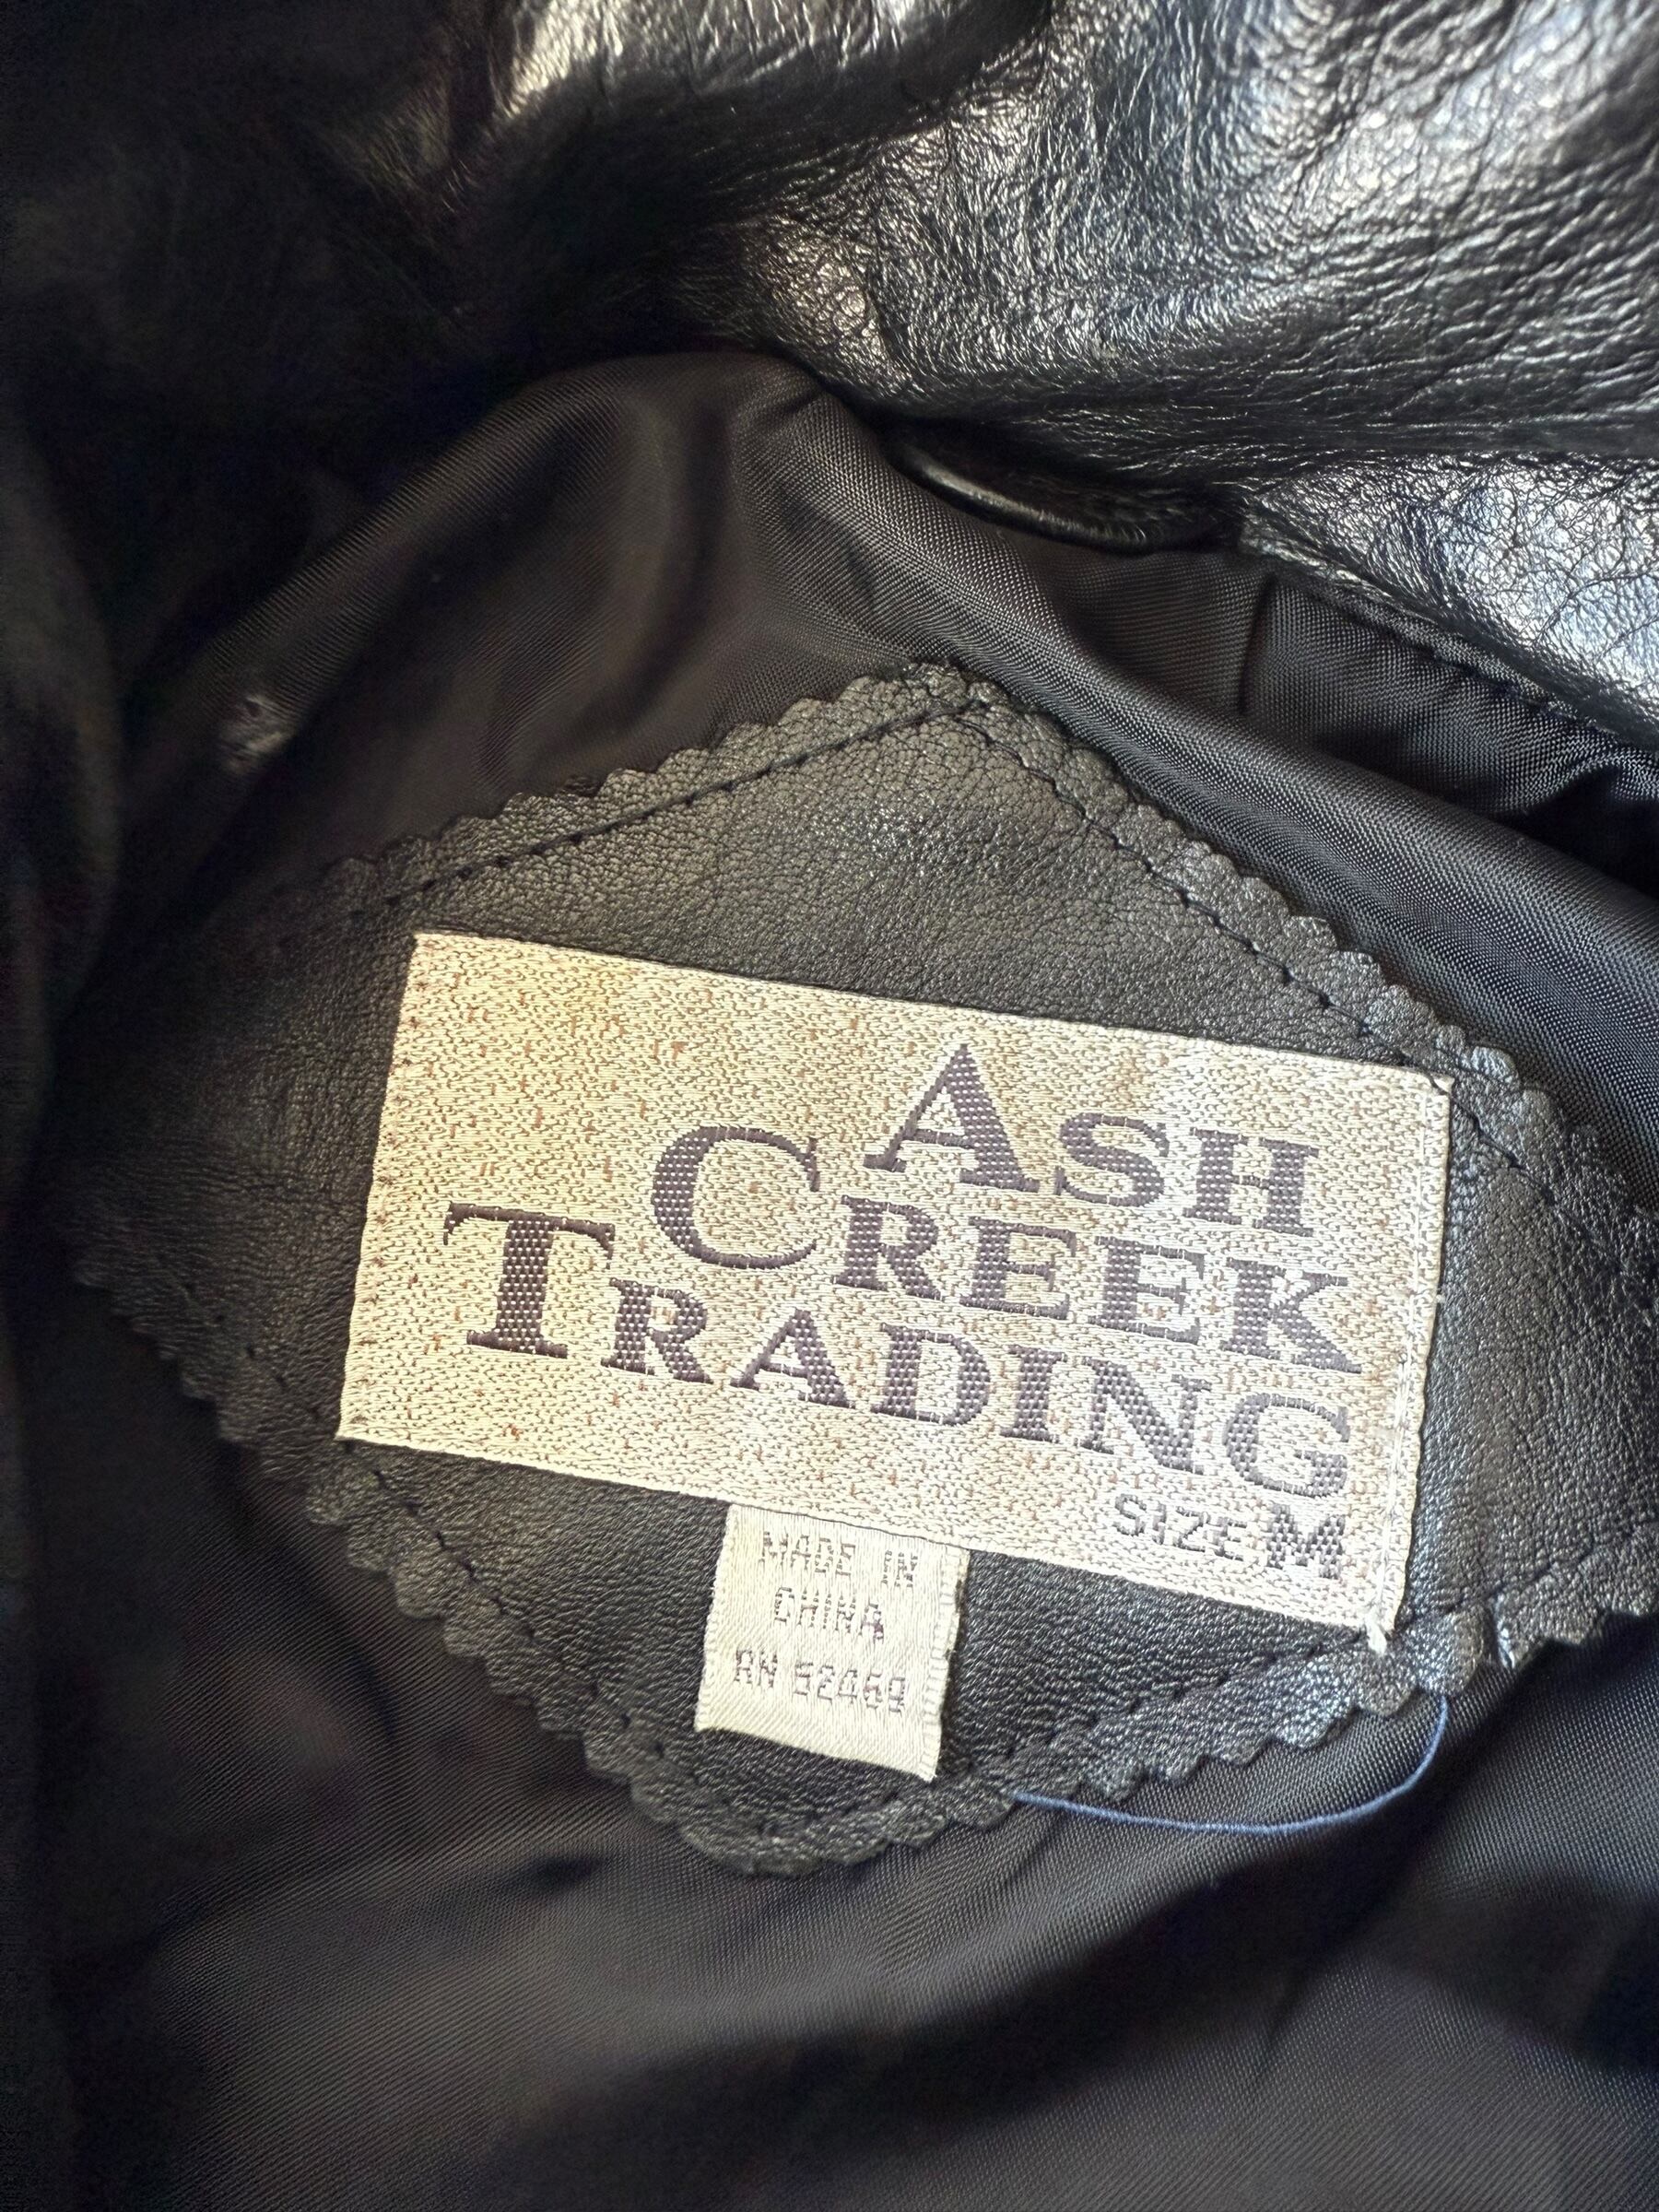 ASH
CREEK
TRADING
SIZE M
MADE IN
CHINA
RN 52469